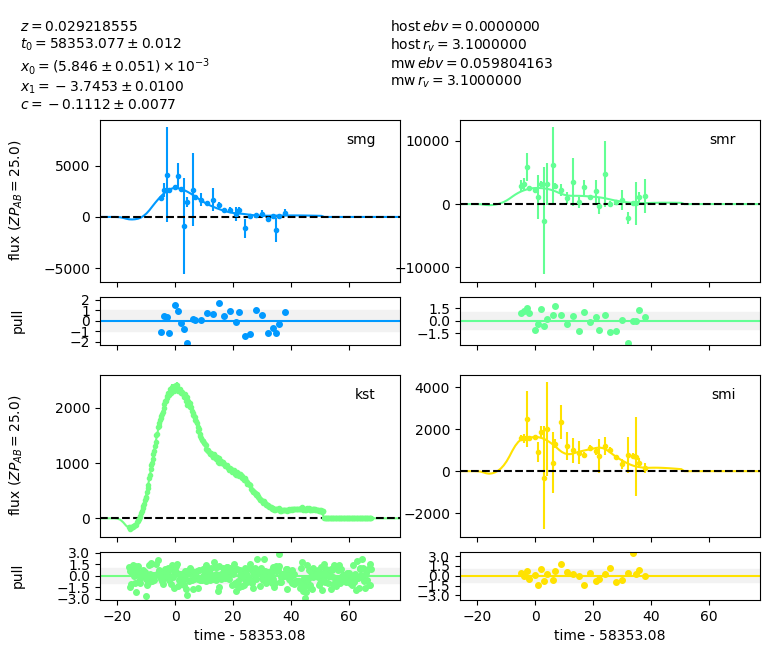 z = 0.029218555
t₀ = 58353.077 ± 0.012
x₀ = (5.846 ± 0.051) × 10⁻³
x₁ = −3.7453 ± 0.0100
c = −0.1112 ± 0.0077
host ebv = 0.0000000
host r_v = 3.1000000
mw ebv = 0.059804163
mw r_v = 3.1000000
flux (ZP_AB = 25.0)
smg
5000
0
−5000
smr
10000
0
−10000
pull
2
1
0
−1
−2
1.5
0.0
−1.5
flux (ZP_AB = 25.0)
kst
2000
1000
0
smi
4000
2000
0
−2000
pull
3.0
1.5
0.0
−1.5
−3.0
3.0
1.5
0.0
−1.5
−3.0
−20 0 20 40 60
−20 0 20 40 60
time - 58353.08
time - 58353.08